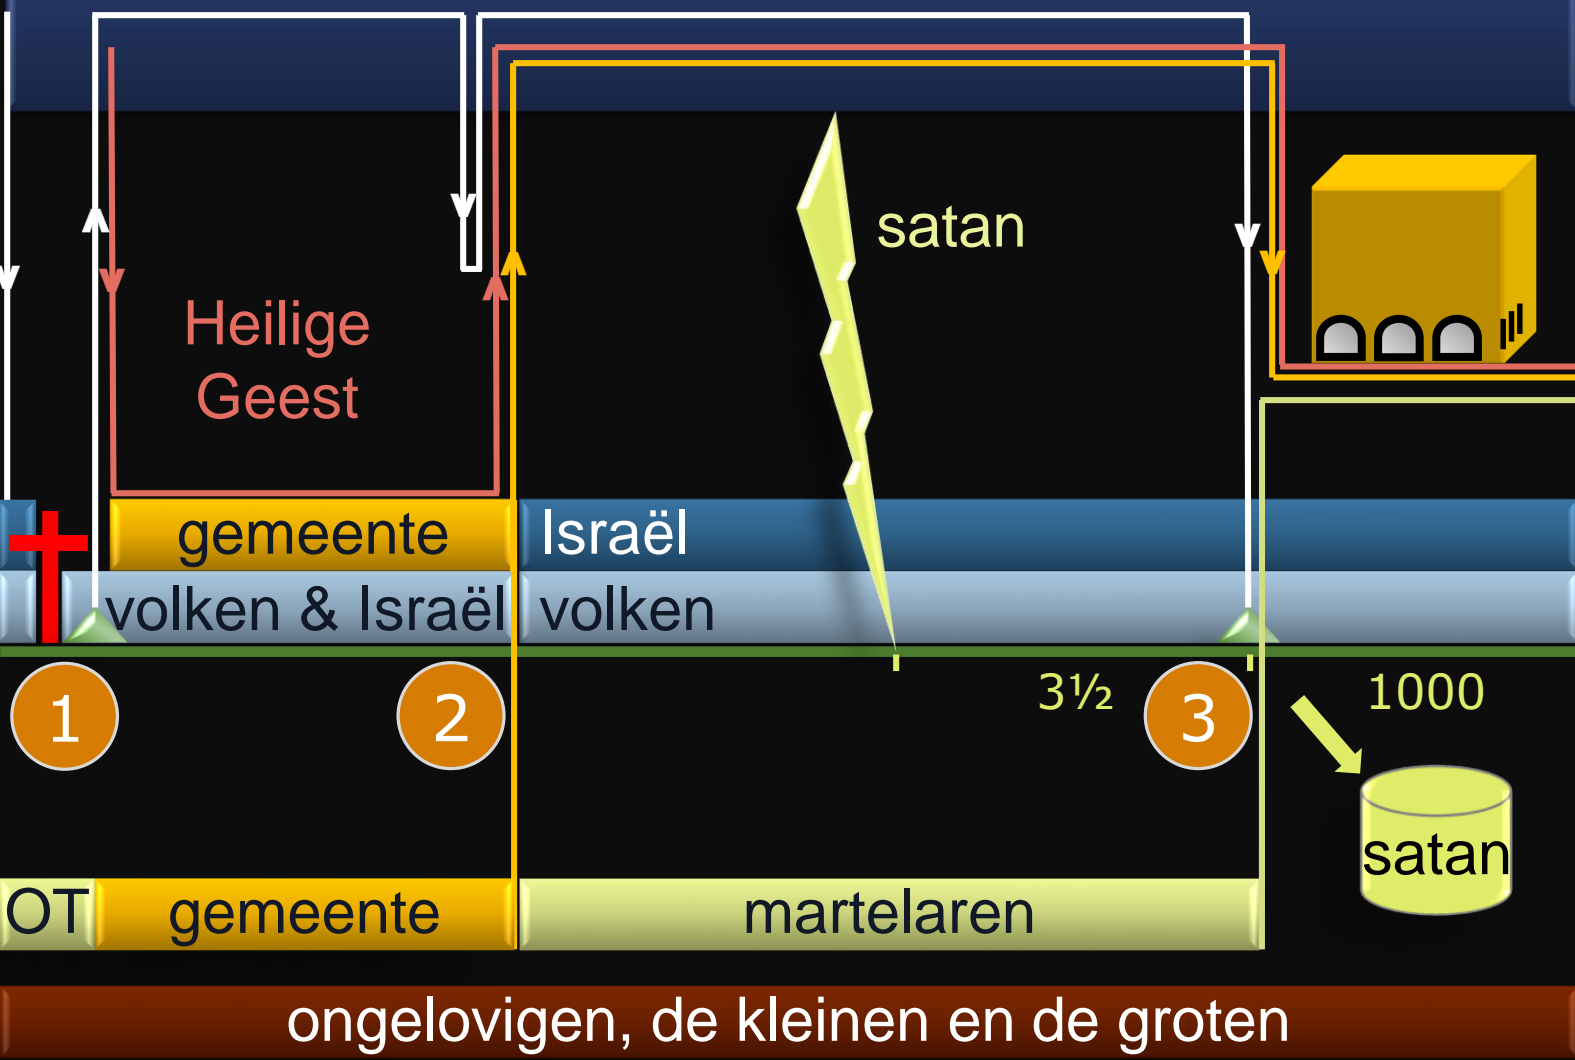 satan
Heilige
Geest
gemeente
Israël
volken & Israël
volken
1
2
3½
3
1000
satan
OT
gemeente
martelaren
ongelovigen, de kleinen en de groten